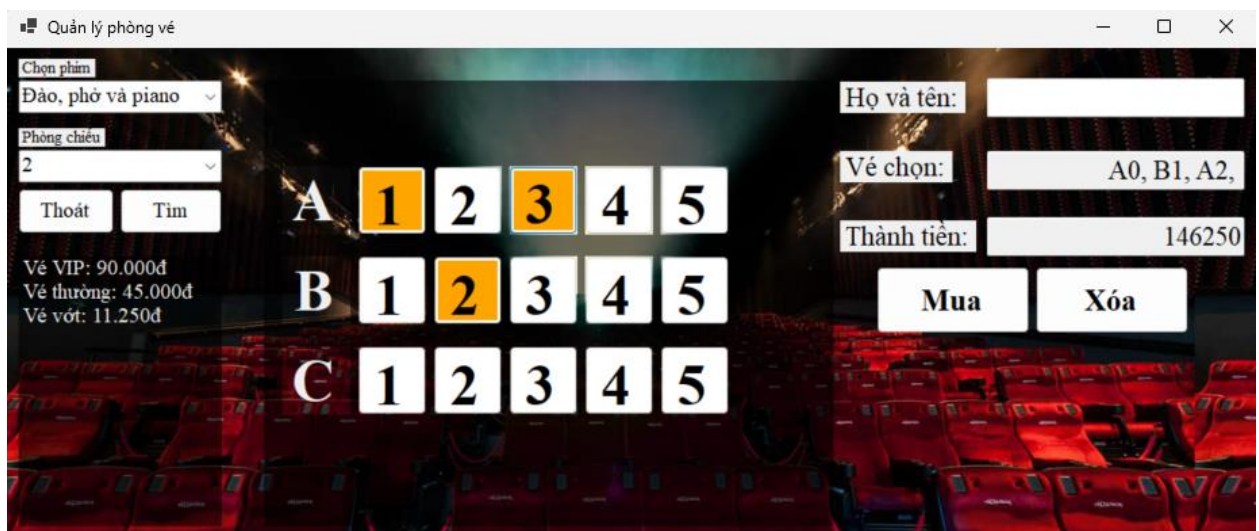 Quản lý phòng vé
Chọn phim
Đào, phở và piano
Phòng chiếu
2
Thoát Tìm
Vé VIP: 90.000đ
Vé thường: 45.000đ
Vé vớt: 11.250đ
A 1 2 3 4 5
B 1 2 3 4 5
C 1 2 3 4 5
Họ và tên:
Vé chọn: A0, B1, A2,
Thành tiền: 146250
Mua Xóa